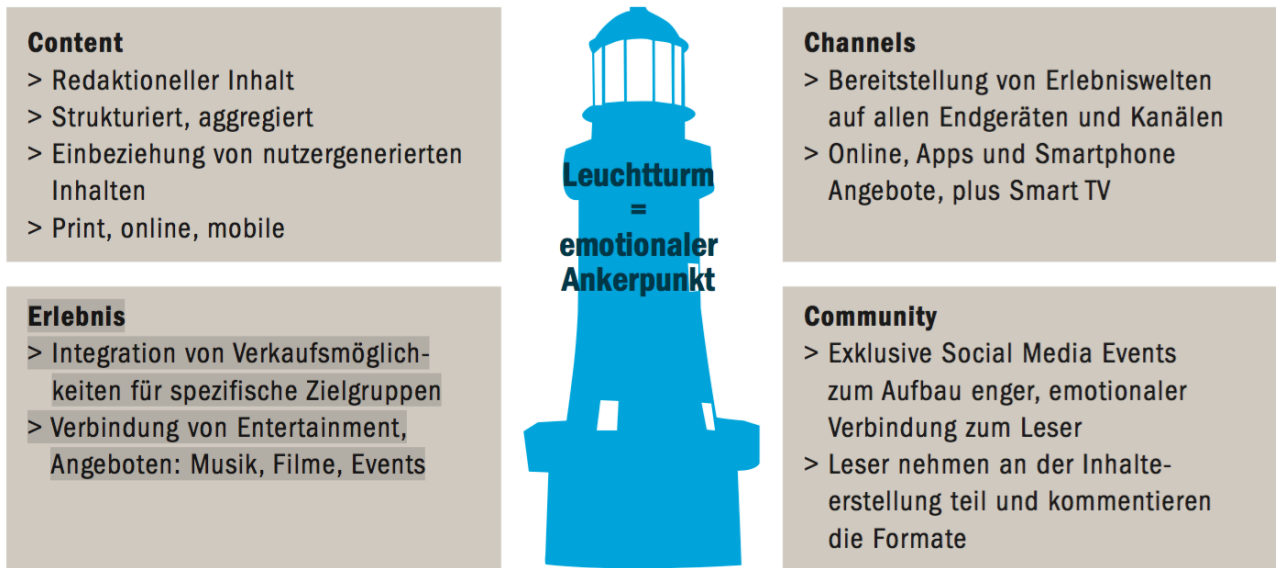 Content
> Redaktioneller Inhalt
> Strukturiert, aggregiert
> Einbeziehung von nutzergenerierten
Inhalten
> Print, online, mobile
Erlebnis
> Integration von Verkaufsmöglich-
keiten für spezifische Zielgruppen
> Verbindung von Entertainment,
Angeboten: Musik, Filme, Events
Leuchtturm
=
emotionaler
Ankerpunkt
Channels
> Bereitstellung von Erlebniswelten
auf allen Endgeräten und Kanälen
> Online, Apps und Smartphone
Angebote, plus Smart TV
Community
> Exklusive Social Media Events
zum Aufbau enger, emotionaler
Verbindung zum Leser
> Leser nehmen an der Inhalte-
erstellung teil und kommentieren
die Formate